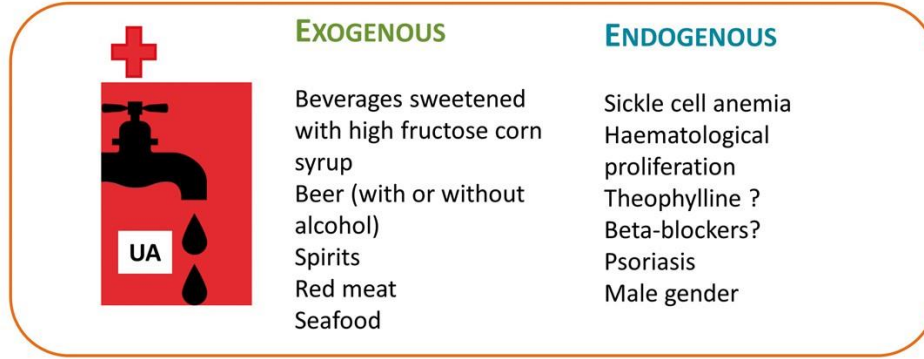 EXOGENOUS
Beverages sweetened
with high fructose corn
syrup
Beer (with or without
alcohol)
Spirits
Red meat
Seafood
ENDOGENOUS
Sickle cell anemia
Haematological
proliferation
Theophylline ?
Beta-blockers?
Psoriasis
Male gender
UA